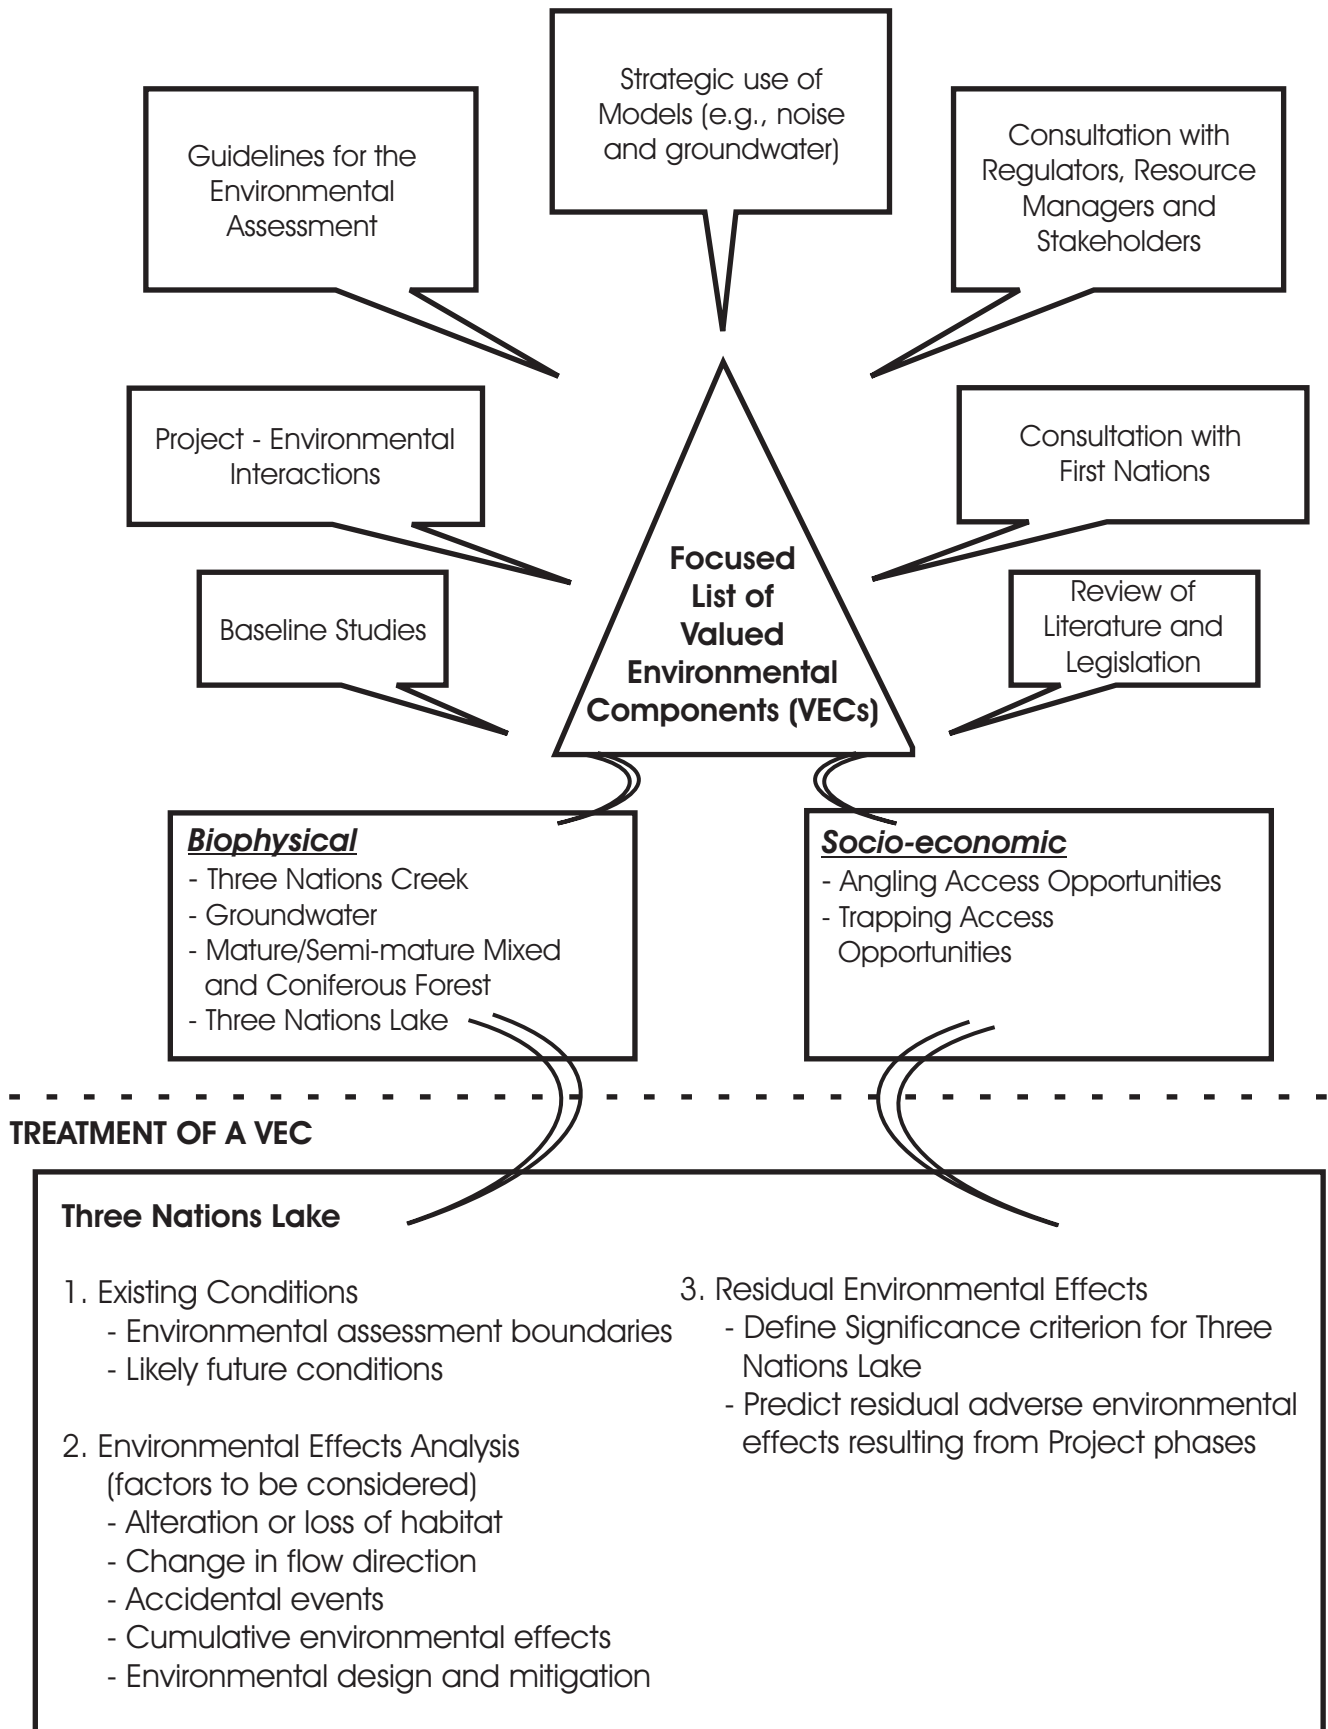 Strategic use of
Models (e.g., noise
and groundwater)
Guidelines for the
Environmental
Assessment
Consultation with
Regulators, Resource
Managers and
Stakeholders
Project - Environmental
Interactions
Consultation with
First Nations
Baseline Studies
Review of
Literature and
Legislation
Focused
List of
Valued
Environmental
Components (VECs)
Biophysical
- Three Nations Creek
- Groundwater
- Mature/Semi-mature Mixed
and Coniferous Forest
- Three Nations Lake
Socio-economic
- Angling Access Opportunities
- Trapping Access
Opportunities
TREATMENT OF A VEC
Three Nations Lake
1. Existing Conditions
- Environmental assessment boundaries
- Likely future conditions
2. Environmental Effects Analysis
(factors to be considered)
- Alteration or loss of habitat
- Change in flow direction
- Accidental events
- Cumulative environmental effects
- Environmental design and mitigation
3. Residual Environmental Effects
- Define Significance criterion for Three
Nations Lake
- Predict residual adverse environmental
effects resulting from Project phases